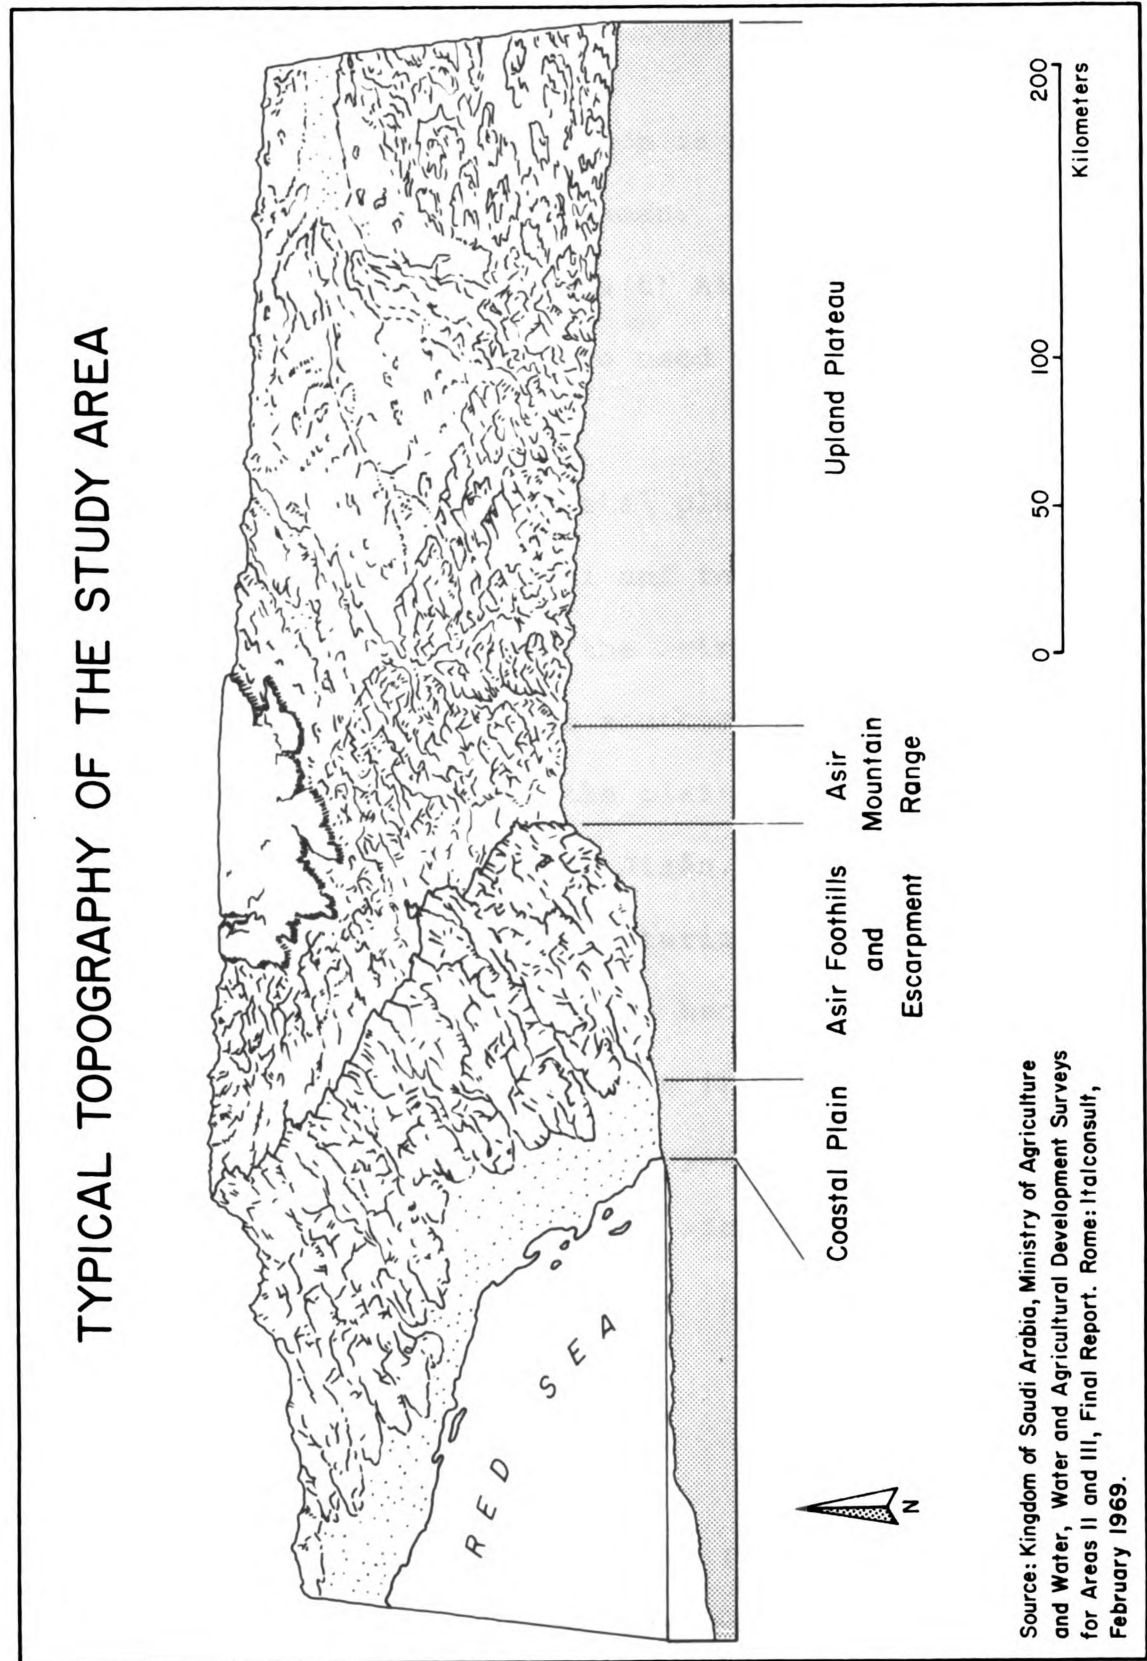 TYPICAL TOPOGRAPHY OF THE STUDY AREA
RED SEA
Coastal Plain
Asir Foothills
and
Escarpment
Asir
Mountain
Range
Upland Plateau
N
0 50 100 200
Kilometers
Source: Kingdom of Saudi Arabia, Ministry of Agriculture
and Water, Water and Agricultural Development Surveys
for Areas II and III, Final Report. Rome: Italconsult,
February 1969.